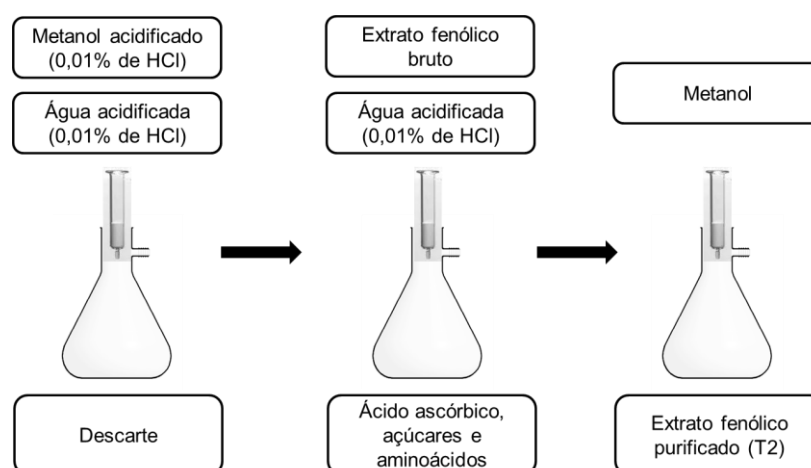 Metanol acidificado
(0,01% de HCl)
Água acidificada
(0,01% de HCl)
Descarte
Extrato fenólico
bruto
Água acidificada
(0,01% de HCl)
Ácido ascórbico,
açúcares e
aminoácidos
Metanol
Extrato fenólico
purificado (T2)